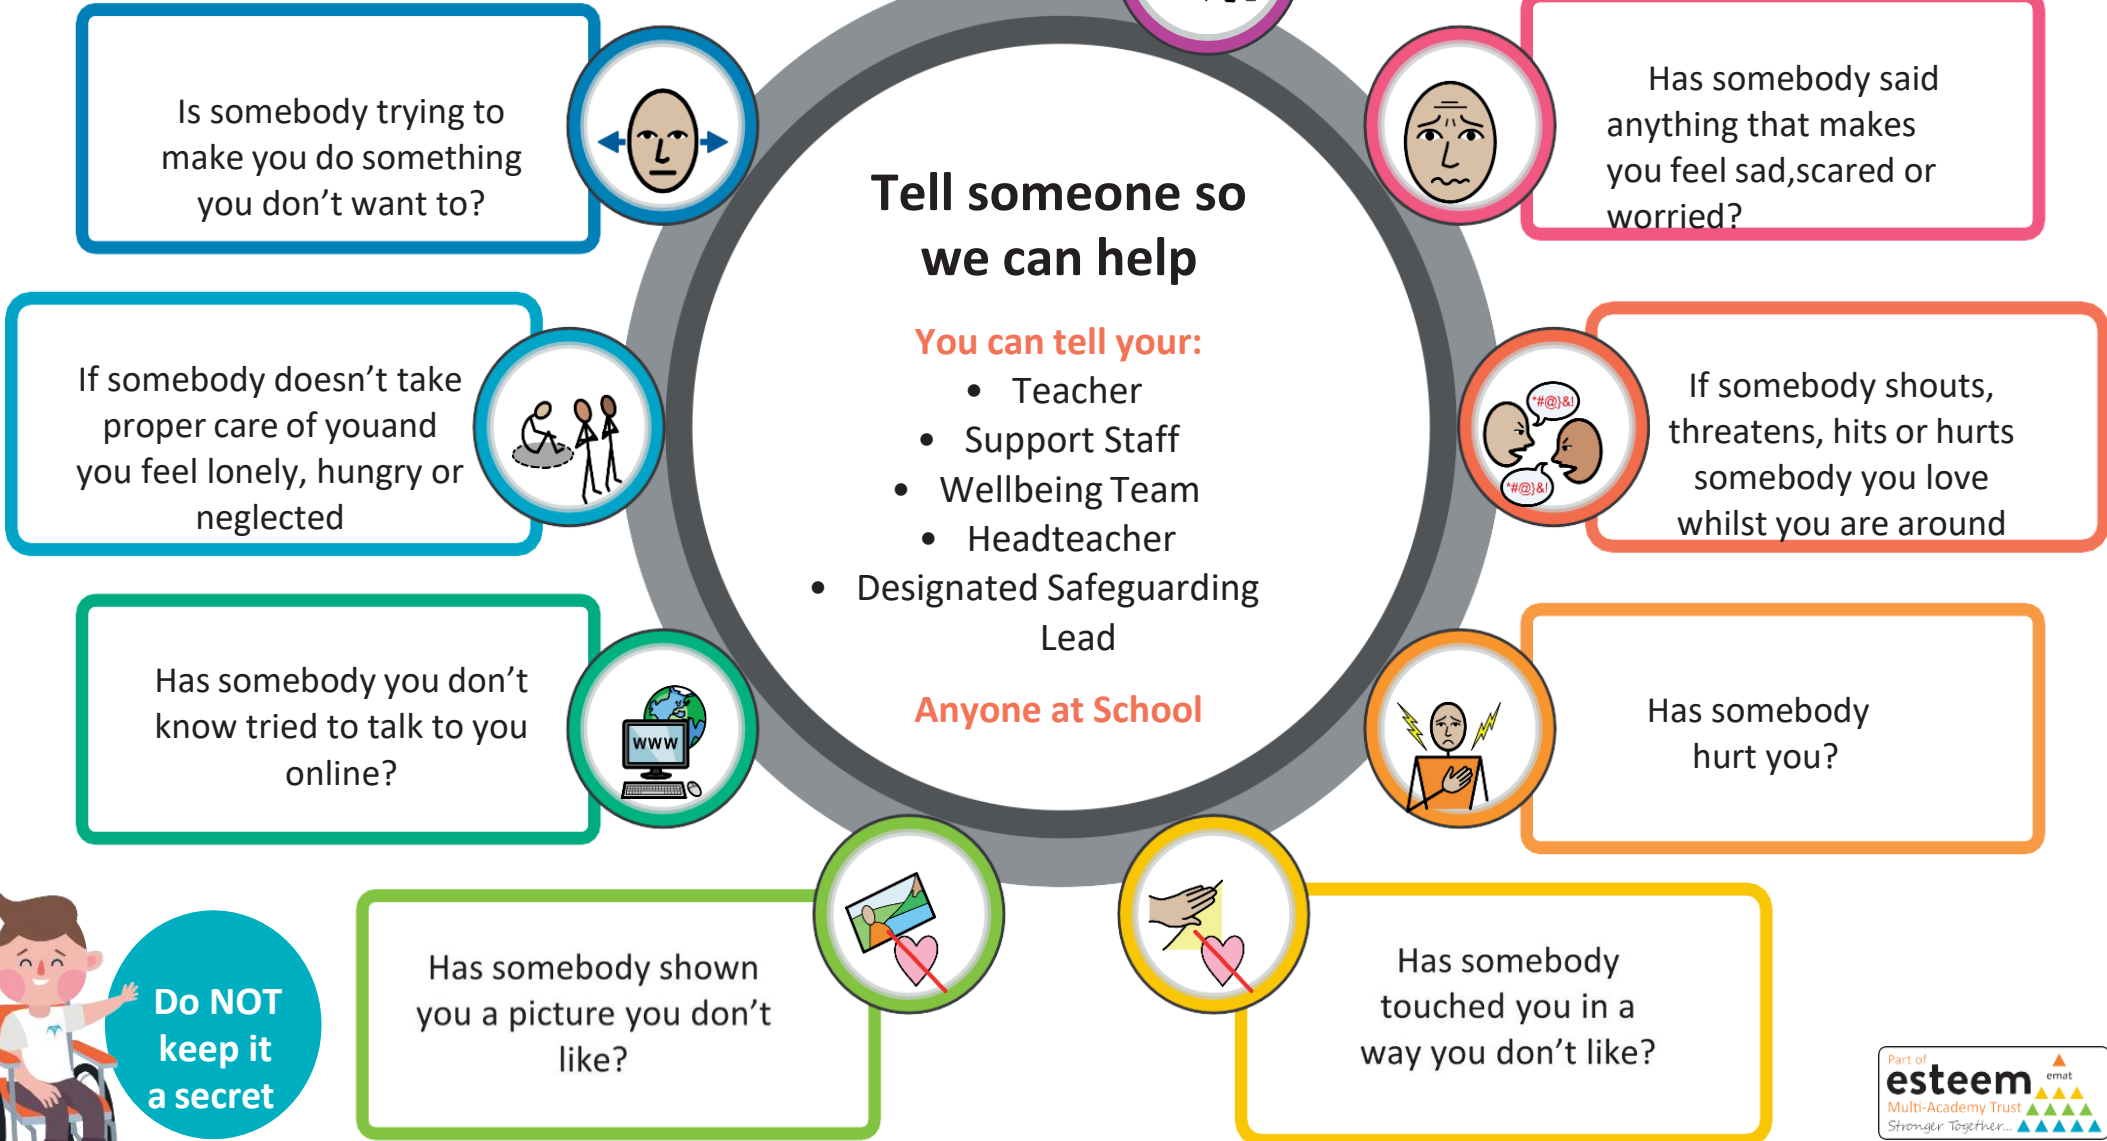 Is somebody trying to
make you do something
you don't want to?
Has somebody said
anything that makes
you feel sad,scared or
worried?
Tell someone so
we can help
You can tell your:
• Teacher
• Support Staff
• Wellbeing Team
• Headteacher
• Designated Safeguarding
Lead
Anyone at School
If somebody doesn't take
proper care of youand
you feel lonely, hungry or
neglected
If somebody shouts,
threatens, hits or hurts
somebody you love
whilst you are around
*#@}&!
*#@}&!
Has somebody you don't
know tried to talk to you
online?
www
Has somebody
hurt you?
Has somebody shown
you a picture you don't
like?
Has somebody
touched you in a
way you don't like?
Do NOT
keep it
a secret
Part of
esteem
emat
Multi-Academy Trust
Stronger Together...